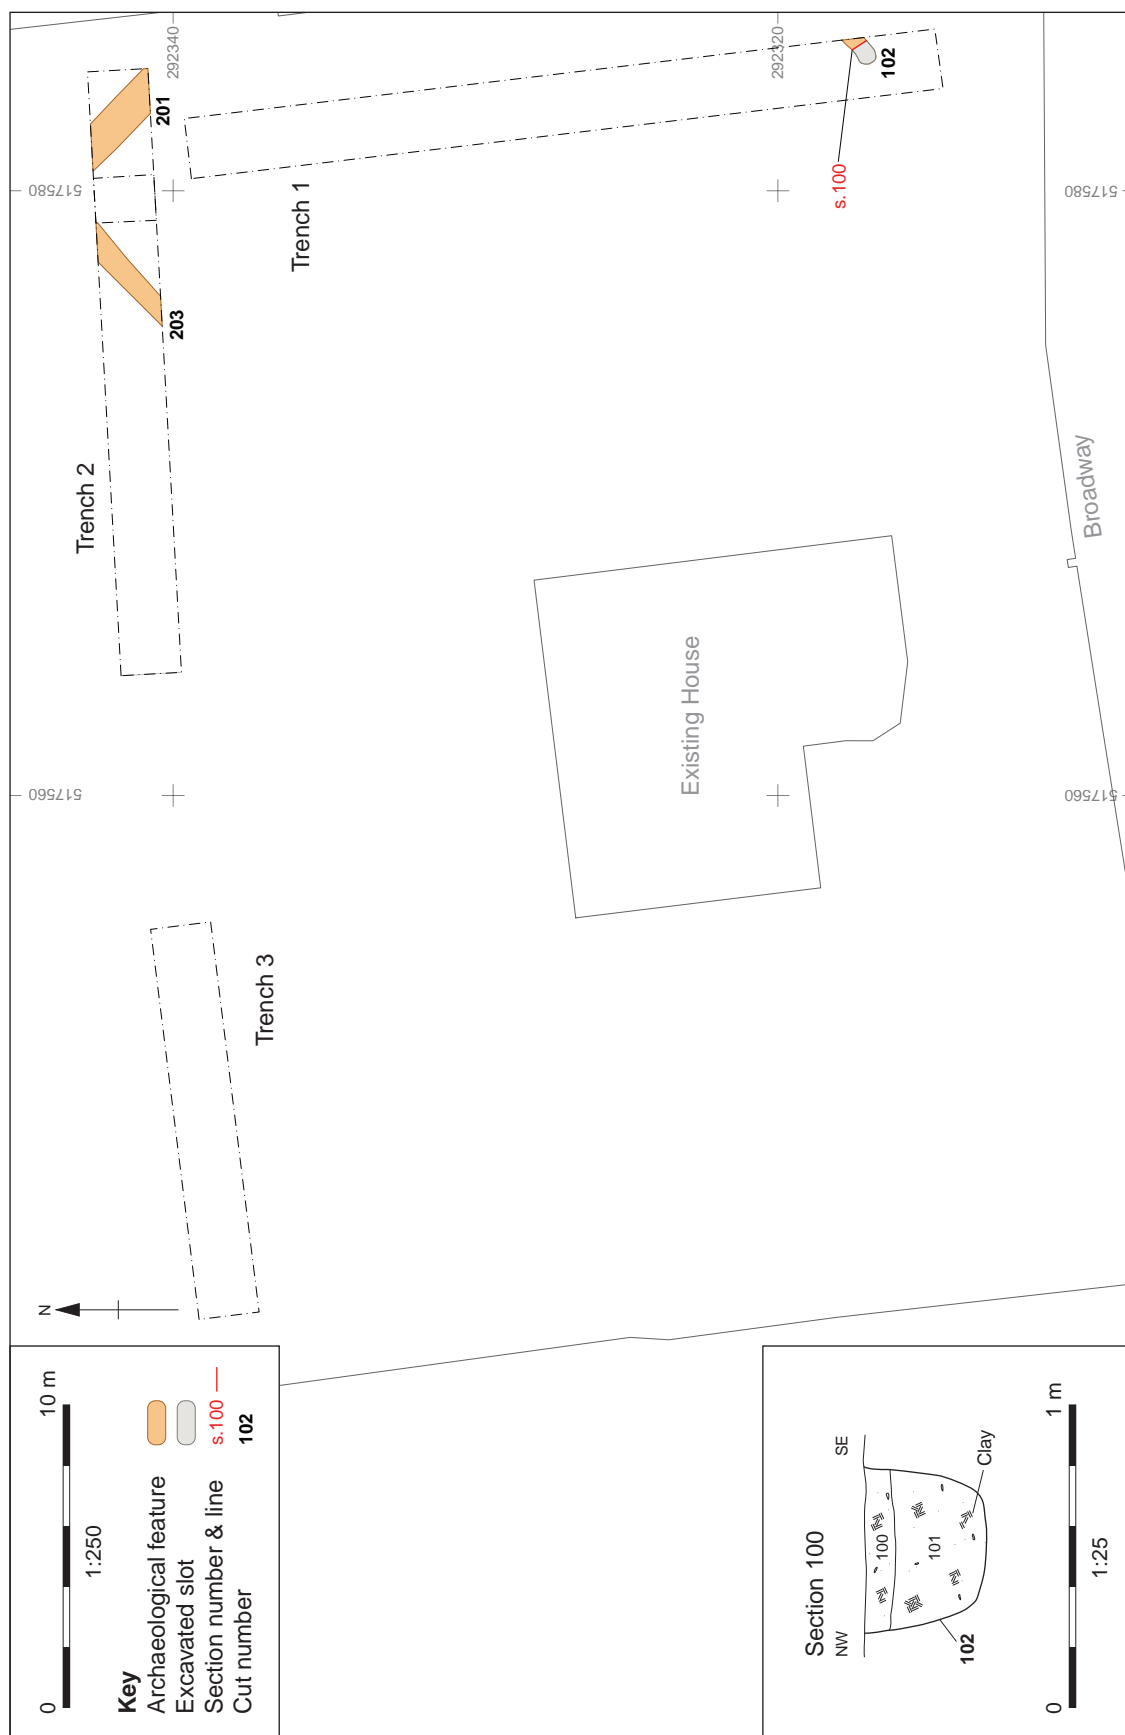 0
10 m
1:250
Key
Archaeological feature
Excavated slot
Section number & line
s.100
Cut number
102
N
Trench 3
Trench 2
Trench 1
201
203
102
s.100
292340
292320
517580
517580
517560
517560
Existing House
Broadway
Section 100
NW
SE
100
101
102
Clay
0
1 m
1:25